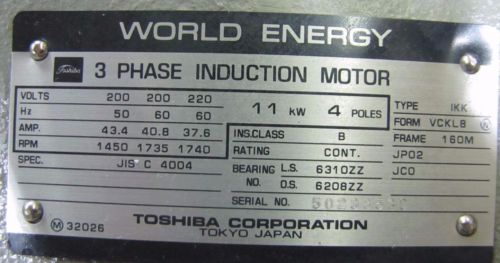 WORLD ENERGY
Toshiba 3 PHASE INDUCTION MOTOR
VOLTS 200 200 220
Hz 50 60 60
AMP. 43.4 40.8 37.6
RPM 1450 1735 1740
SPEC. JIS C 4004
11 kW 4 POLES
INS.CLASS B
RATING CONT.
BEARING L.S. 6310ZZ
NO. O.S. 6208ZZ
SERIAL NO.
TYPE IKK
FORM VCKL8
FRAME 160M
JP02
JC0
M 32026
TOSHIBA CORPORATION
TOKYO JAPAN